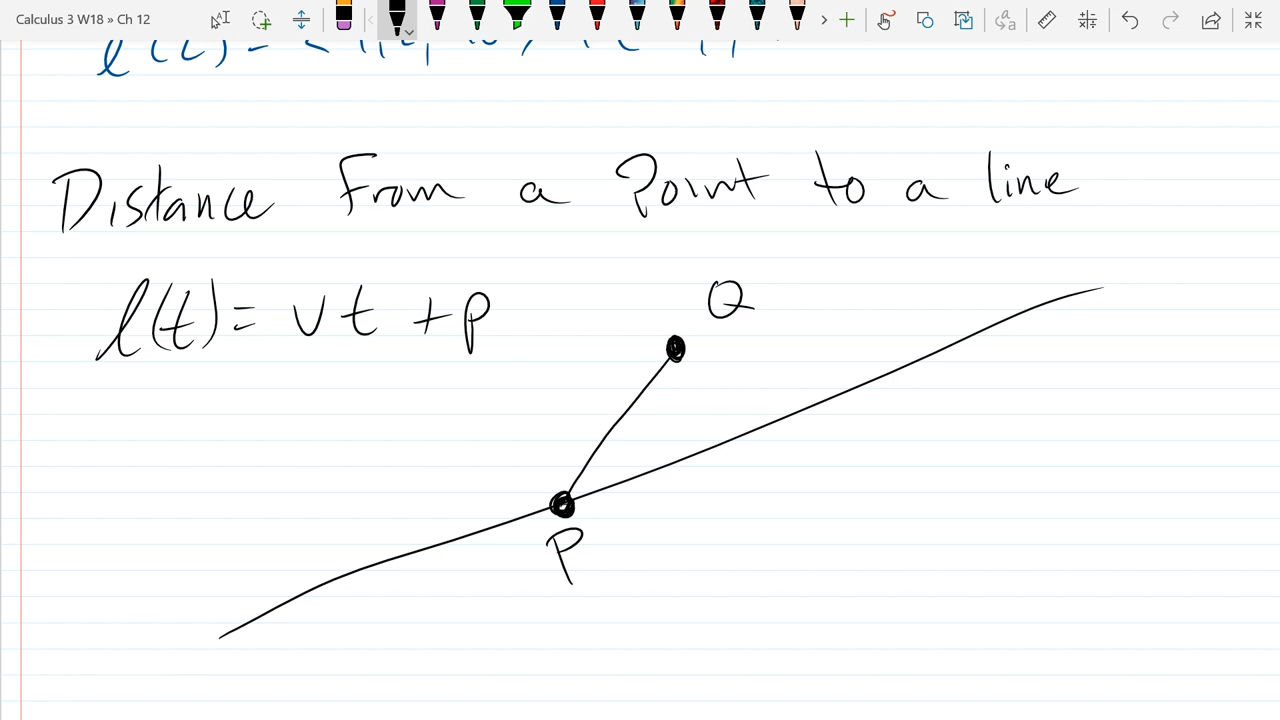 Calculus 3 W18 » Ch 12
Distance From a Point to a line
l(t) = vt + p
Q
P